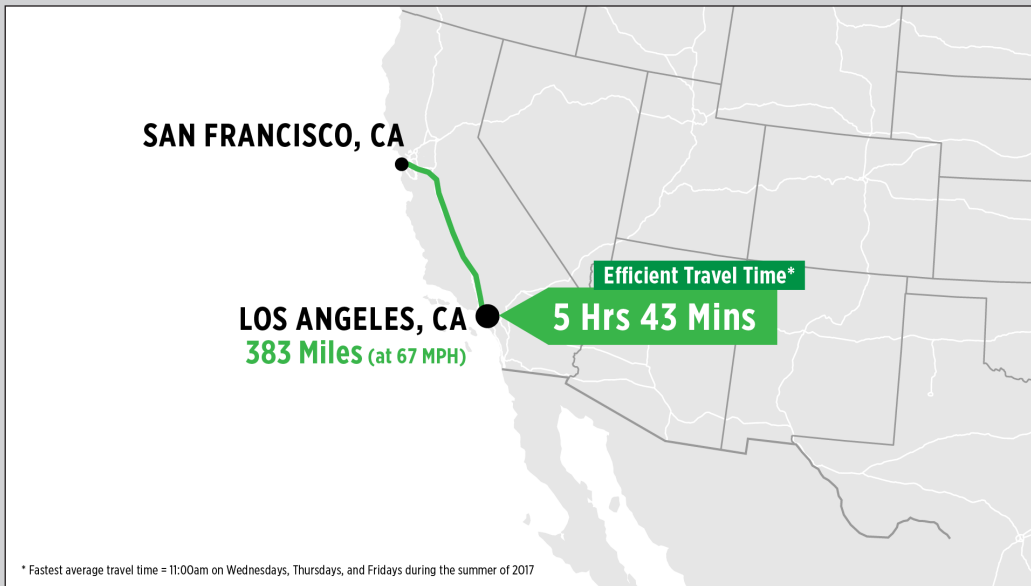 SAN FRANCISCO, CA
Efficient Travel Time*
LOS ANGELES, CA
5 Hrs 43 Mins
383 Miles (at 67 MPH)
* Fastest average travel time = 11:00am on Wednesdays, Thursdays, and Fridays during the summer of 2017